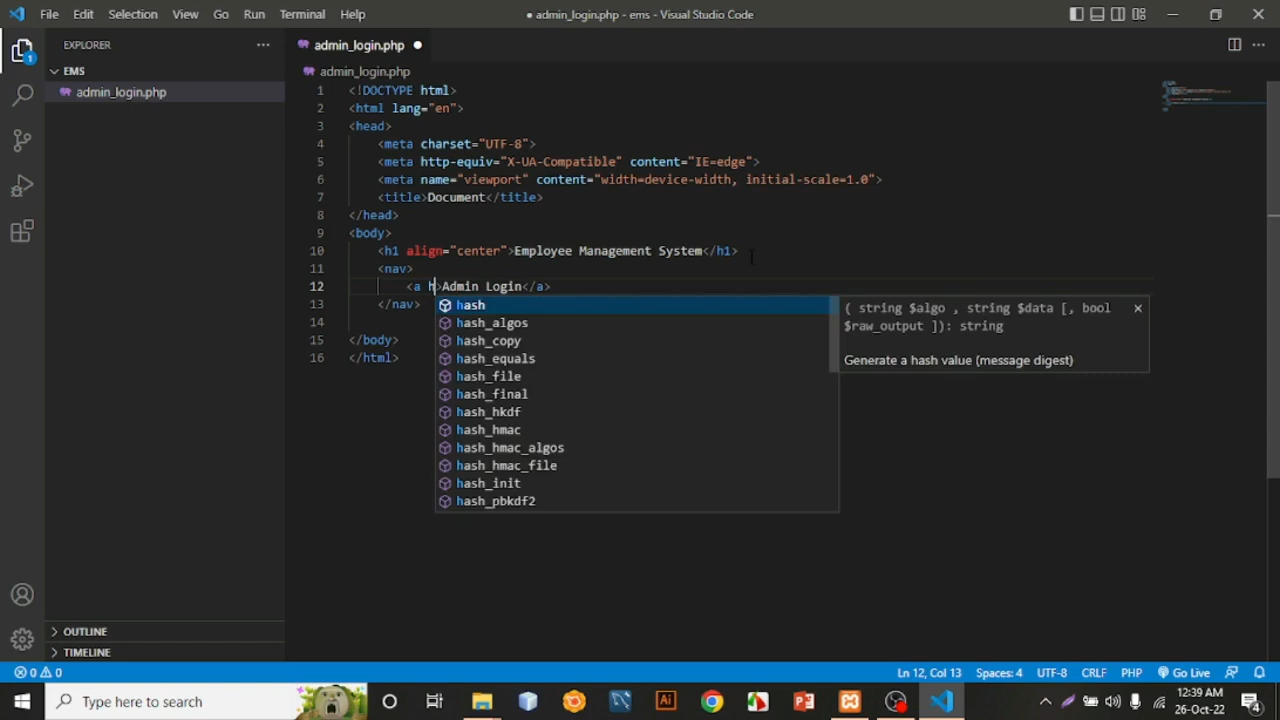 File Edit Selection View Go Run Terminal Help
● admin_login.php - ems - Visual Studio Code
EXPLORER
EMS
admin_login.php
1
admin_login.php ●
admin_login.php
1 <!DOCTYPE html>
2 <html lang="en">
3 <head>
4 <meta charset="UTF-8">
5 <meta http-equiv="X-UA-Compatible" content="IE=edge">
6 <meta name="viewport" content="width=device-width, initial-scale=1.0">
7 <title>Document</title>
8 </head>
9 <body>
10 <h1 align="center">Employee Management System</h1>
11 <nav>
12 <a h>Admin Login</a>
13 </nav>
14
15 </body>
16 </html>
hash
hash_algos
hash_copy
hash_equals
hash_file
hash_final
hash_hkdf
hash_hmac
hash_hmac_algos
hash_hmac_file
hash_init
hash_pbkdf2
( string $algo , string $data [, bool
$raw_output ]): string
Generate a hash value (message digest)
OUTLINE
TIMELINE
0 0
Ln 12, Col 13 Spaces: 4 UTF-8 CRLF PHP Go Live
Type here to search
Ai
12:39 AM
26-Oct-22
4